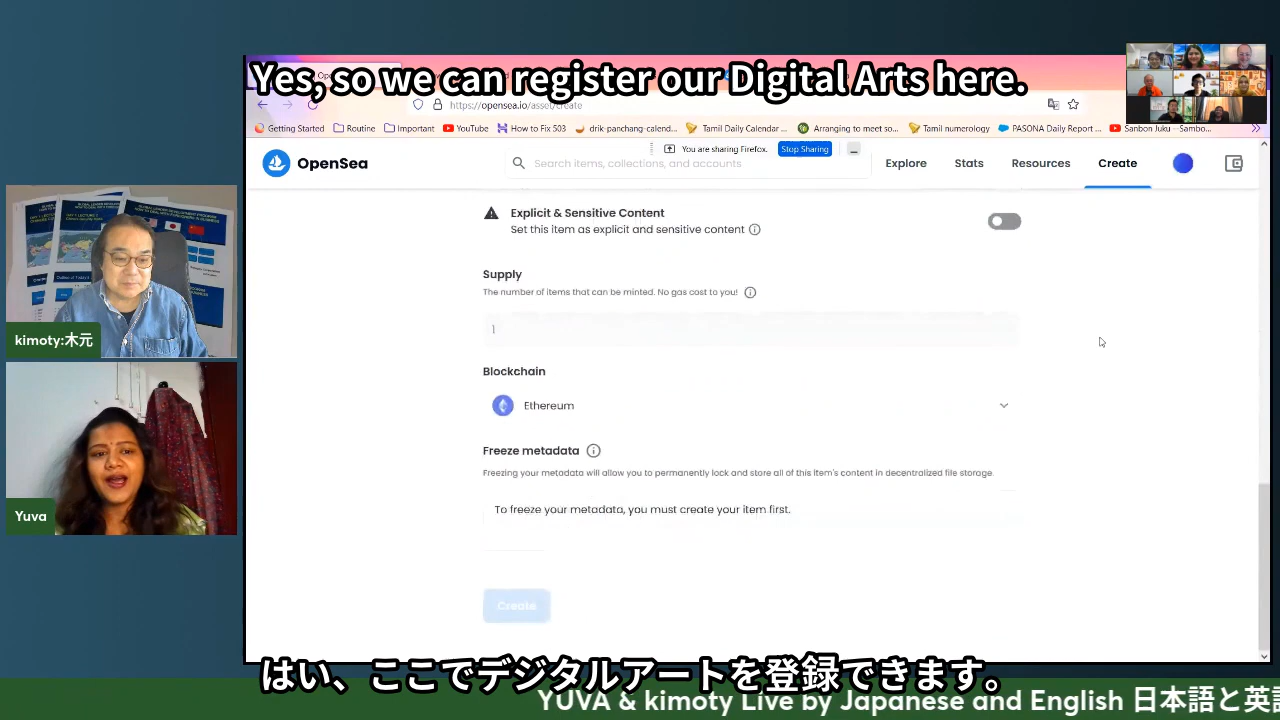 Yes, so we can register our Digital Arts here.
https://opensea.io/asset/create
Getting Started
Routine
Important
YouTube
How to Fix 503
drik-panchang-calend...
Tamil Daily Calendar ...
Arranging to meet so...
Tamil numerology
PASONA Daily Report ...
Sanbon Juku – Sambo...
You are sharing Firefox.
Stop Sharing
OpenSea
Search items, collections, and accounts
Explore
Stats
Resources
Create
Explicit & Sensitive Content
Set this item as explicit and sensitive content
Supply
The number of items that can be minted. No gas cost to you!
1
Blockchain
Ethereum
Freeze metadata
Freezing your metadata will allow you to permanently lock and store all of this item's content in decentralized file storage.
To freeze your metadata, you must create your item first.
Create
kimoty:木元
Yuva
はい、ここでデジタルアートを登録できます。
YUVA & kimoty Live by Japanese and English 日本語と英